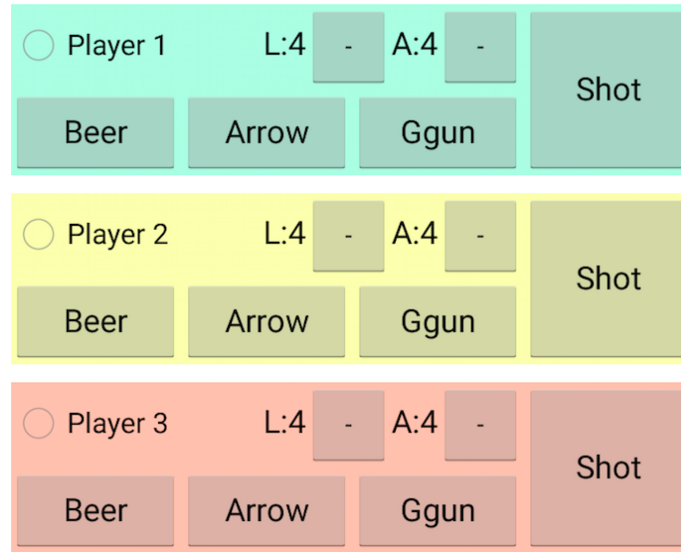 Player 1 L:4 - A:4 -
Shot
Beer Arrow Ggun
Player 2 L:4 - A:4 -
Shot
Beer Arrow Ggun
Player 3 L:4 - A:4 -
Shot
Beer Arrow Ggun